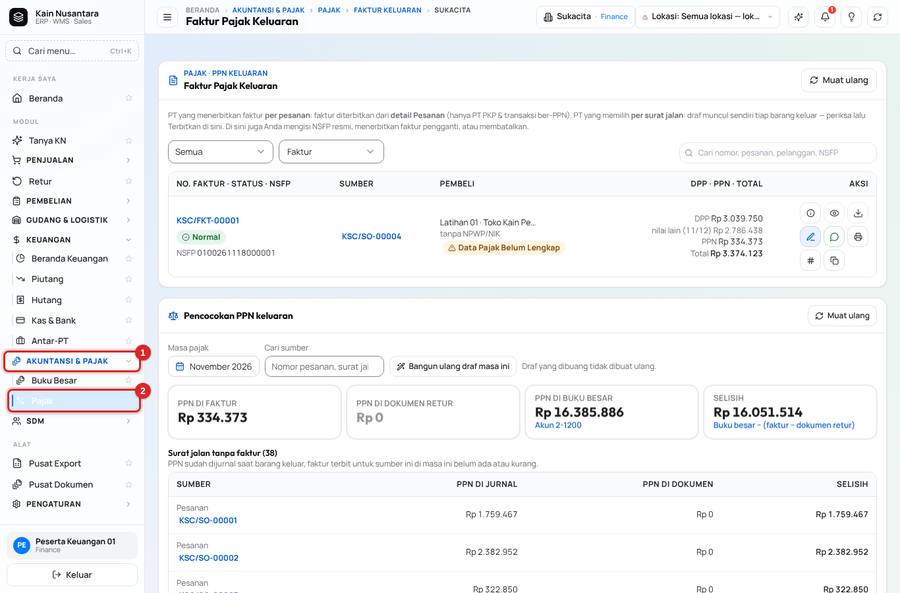 Kain Nusantara
ERP · WMS · Sales
Cari menu... Ctrl+K
KERJA SAYA
Beranda
MODUL
Tanya KN
PENJUALAN
Retur
PEMBELIAN
GUDANG & LOGISTIK
KEUANGAN
Beranda Keuangan
Piutang
Hutang
Kas & Bank
Antar-PT
AKUNTANSI & PAJAK
1
Buku Besar
Pajak
2
SDM
ALAT
Pusat Export
Pusat Dokumen
PENGATURAN
PE
Peserta Keuangan 01
Finance
Keluar
BERANDA › AKUNTANSI & PAJAK › PAJAK › FAKTUR KELUARAN › SUKACITA
Faktur Pajak Keluaran
Sukacita · Finance
Lokasi: Semua lokasi — lok...
1
PAJAK · PPN KELUARAN
Faktur Pajak Keluaran
Muat ulang
PT yang menerbitkan faktur per pesanan: faktur diterbitkan dari detail Pesanan (hanya PT PKP & transaksi ber-PPN). PT yang memilih per surat jalan: draf muncul sendiri tiap barang keluar — periksa lalu
Terbitkan di sini. Di sini juga Anda mengisi NSFP resmi, menerbitkan faktur pengganti, atau membatalkan.
Semua
Faktur
Cari nomor, pesanan, pelanggan, NSFP
NO. FAKTUR · STATUS · NSFP SUMBER PEMBELI DPP · PPN · TOTAL AKSI
KSC/FKT-00001
Normal
NSFP 0100261118000001
KSC/SO-00004
Latihan 01 · Toko Kain Pe...
tanpa NPWP/NIK
Data Pajak Belum Lengkap
DPP Rp 3.039.750
nilai lain (11/12) Rp 2.786.438
PPN Rp 334.373
Total Rp 3.374.123
Pencocokan PPN keluaran
Muat ulang
Masa pajak
November 2026
Cari sumber
Nomor pesanan, surat jal
Bangun ulang draf masa ini
Draf yang dibuang tidak dibuat ulang.
PPN DI FAKTUR
Rp 334.373
PPN DI DOKUMEN RETUR
Rp 0
PPN DI BUKU BESAR
Rp 16.385.886
Akun 2-1200
SELISIH
Rp 16.051.514
Buku besar − (faktur − dokumen retur)
Surat jalan tanpa faktur (38)
PPN sudah dijurnal saat barang keluar, faktur terbit untuk sumber ini di masa ini belum ada atau kurang.
SUMBER PPN DI JURNAL PPN DI DOKUMEN SELISIH
Pesanan
KSC/SO-00001 Rp 1.759.467 Rp 0 Rp 1.759.467
Pesanan
KSC/SO-00002 Rp 2.382.952 Rp 0 Rp 2.382.952
Pesanan
Rp 322.850 Rp 0 Rp 322.850